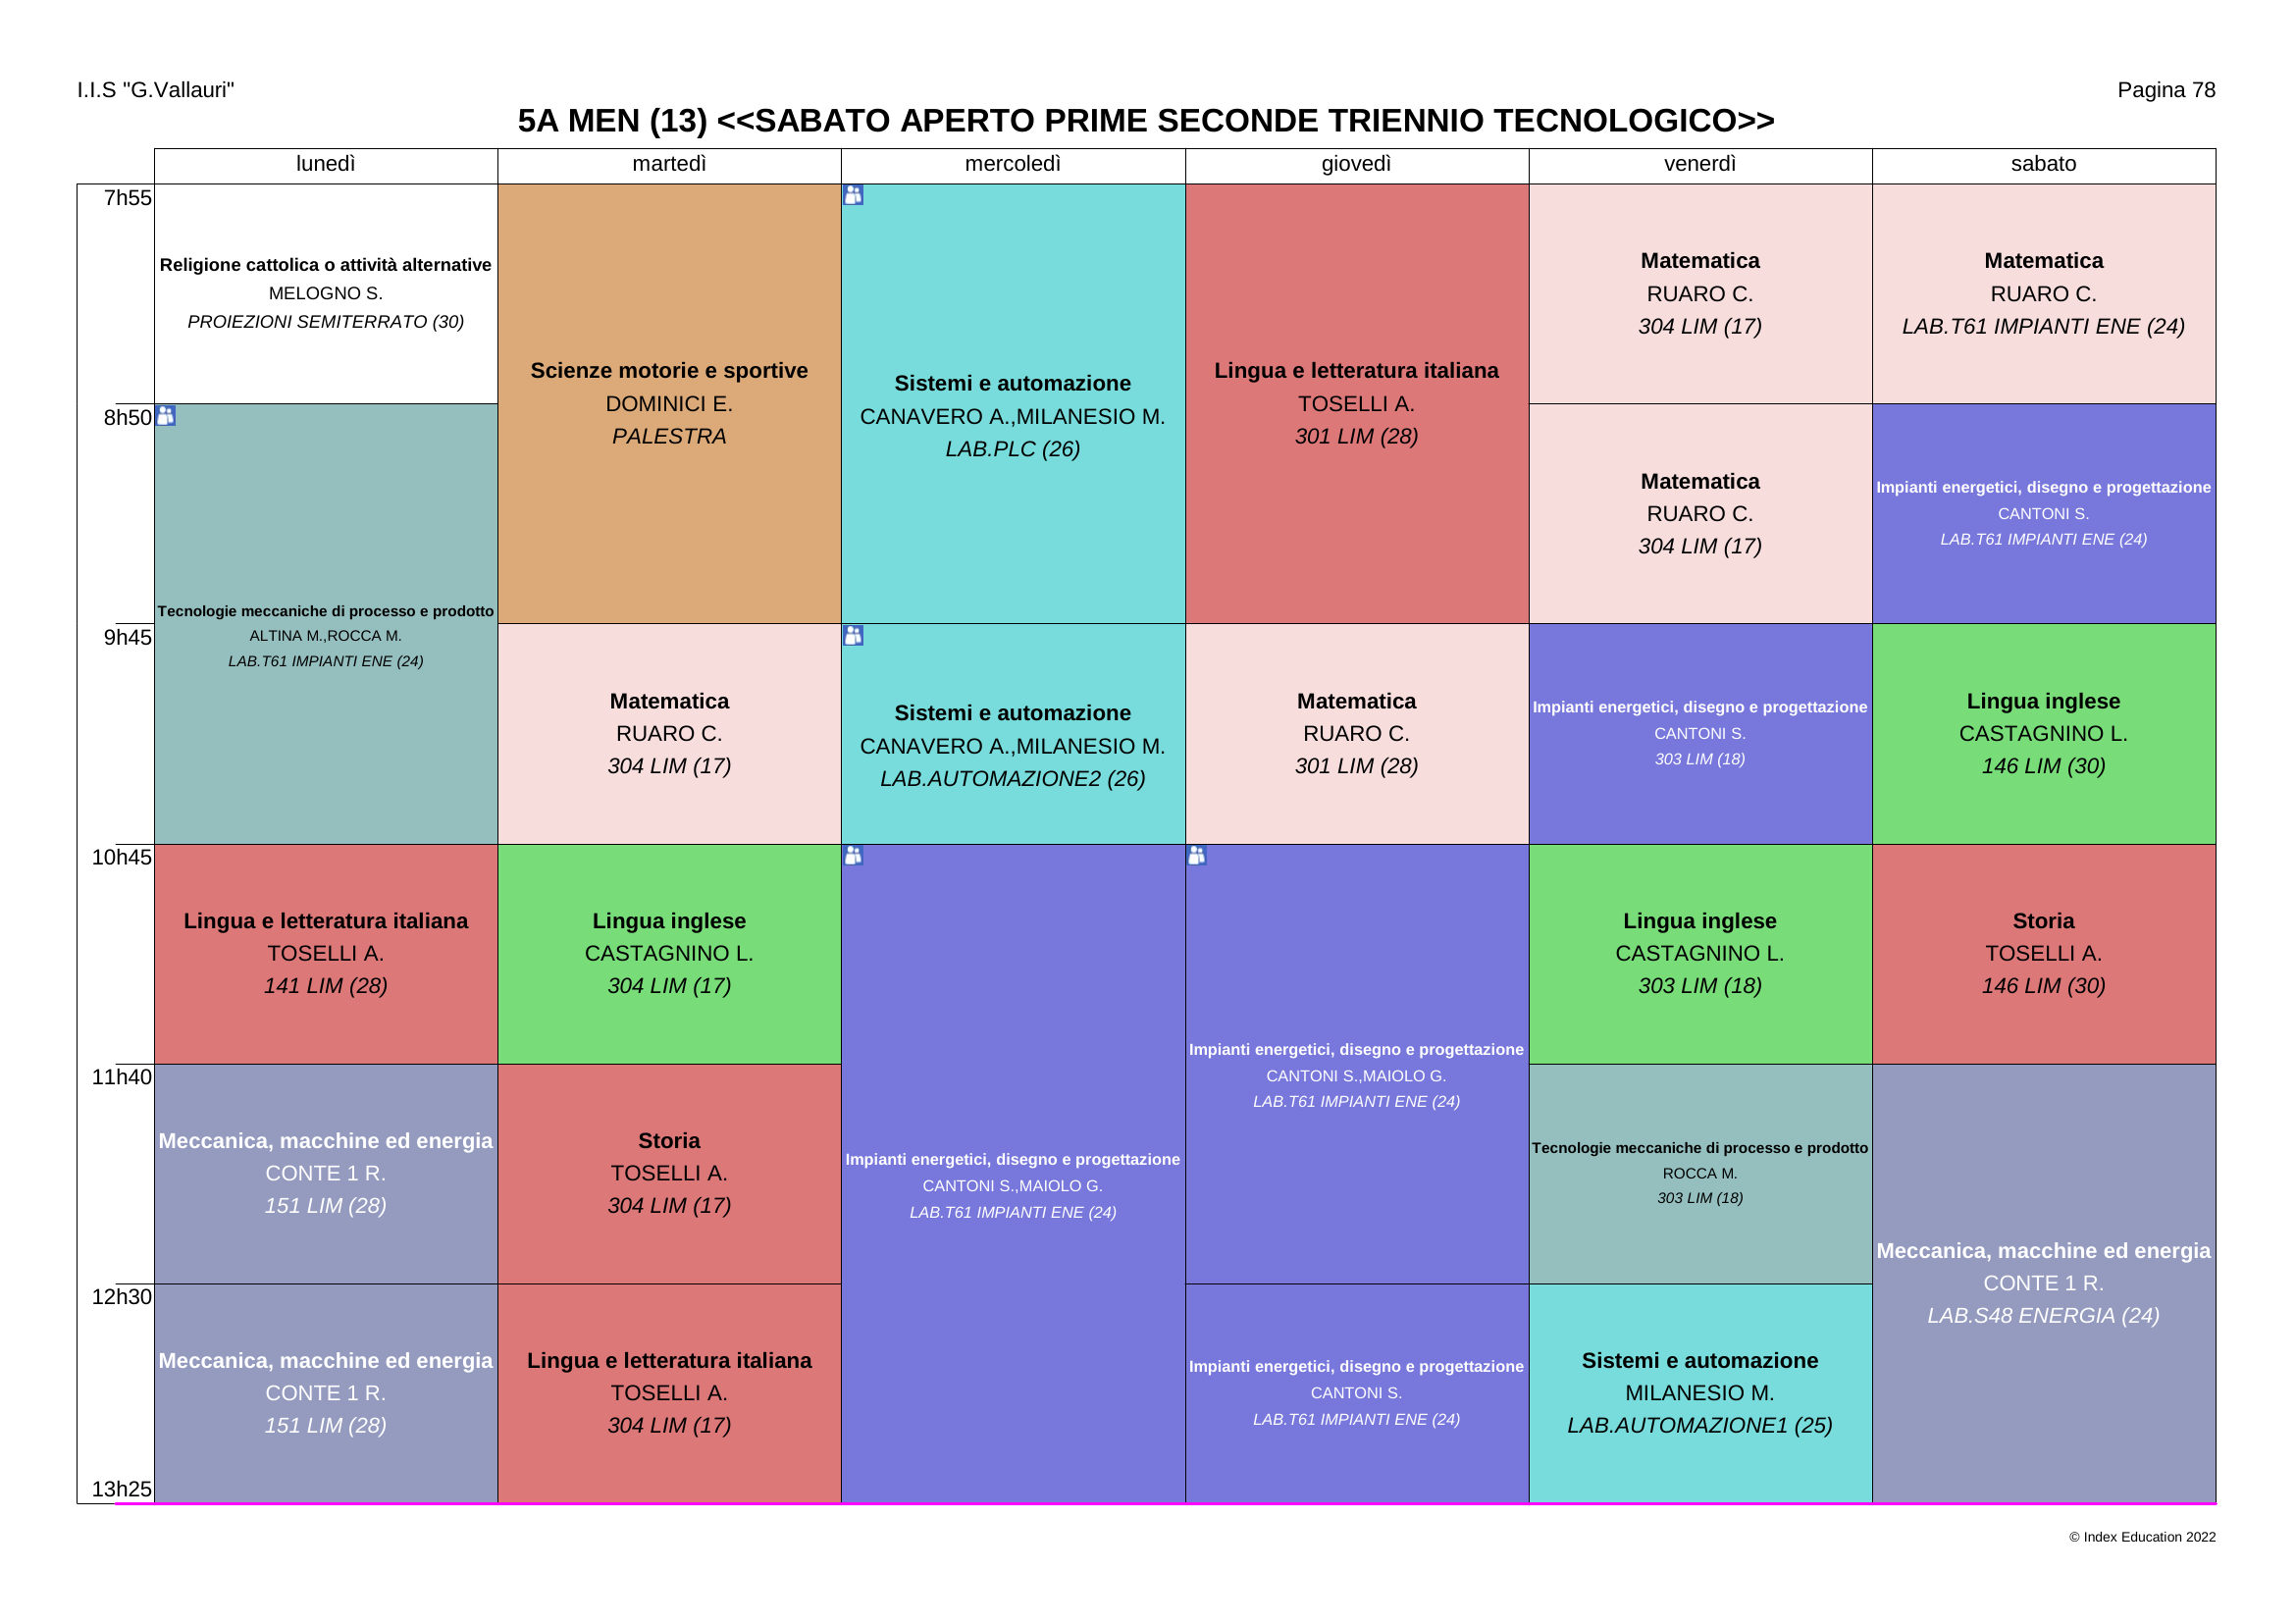 I.I.S "G.Vallauri"
Pagina 78
5A MEN (13) <<SABATO APERTO PRIME SECONDE TRIENNIO TECNOLOGICO>>
lunedì
martedì
mercoledì
giovedì
venerdì
sabato
7h55
8h50
9h45
10h45
11h40
12h30
13h25
Religione cattolica o attività alternative
MELOGNO S.
PROIEZIONI SEMITERRATO (30)
Tecnologie meccaniche di processo e prodotto
ALTINA M.,ROCCA M.
LAB.T61 IMPIANTI ENE (24)
Lingua e letteratura italiana
TOSELLI A.
141 LIM (28)
Meccanica, macchine ed energia
CONTE 1 R.
151 LIM (28)
Meccanica, macchine ed energia
CONTE 1 R.
151 LIM (28)
Scienze motorie e sportive
DOMINICI E.
PALESTRA
Matematica
RUARO C.
304 LIM (17)
Lingua inglese
CASTAGNINO L.
304 LIM (17)
Storia
TOSELLI A.
304 LIM (17)
Lingua e letteratura italiana
TOSELLI A.
304 LIM (17)
Sistemi e automazione
CANAVERO A.,MILANESIO M.
LAB.PLC (26)
Sistemi e automazione
CANAVERO A.,MILANESIO M.
LAB.AUTOMAZIONE2 (26)
Impianti energetici, disegno e progettazione
CANTONI S.,MAIOLO G.
LAB.T61 IMPIANTI ENE (24)
Lingua e letteratura italiana
TOSELLI A.
301 LIM (28)
Matematica
RUARO C.
301 LIM (28)
Impianti energetici, disegno e progettazione
CANTONI S.,MAIOLO G.
LAB.T61 IMPIANTI ENE (24)
Impianti energetici, disegno e progettazione
CANTONI S.
LAB.T61 IMPIANTI ENE (24)
Matematica
RUARO C.
304 LIM (17)
Matematica
RUARO C.
304 LIM (17)
Impianti energetici, disegno e progettazione
CANTONI S.
303 LIM (18)
Lingua inglese
CASTAGNINO L.
303 LIM (18)
Tecnologie meccaniche di processo e prodotto
ROCCA M.
303 LIM (18)
Sistemi e automazione
MILANESIO M.
LAB.AUTOMAZIONE1 (25)
Matematica
RUARO C.
LAB.T61 IMPIANTI ENE (24)
Impianti energetici, disegno e progettazione
CANTONI S.
LAB.T61 IMPIANTI ENE (24)
Lingua inglese
CASTAGNINO L.
146 LIM (30)
Storia
TOSELLI A.
146 LIM (30)
Meccanica, macchine ed energia
CONTE 1 R.
LAB.S48 ENERGIA (24)
© Index Education 2022